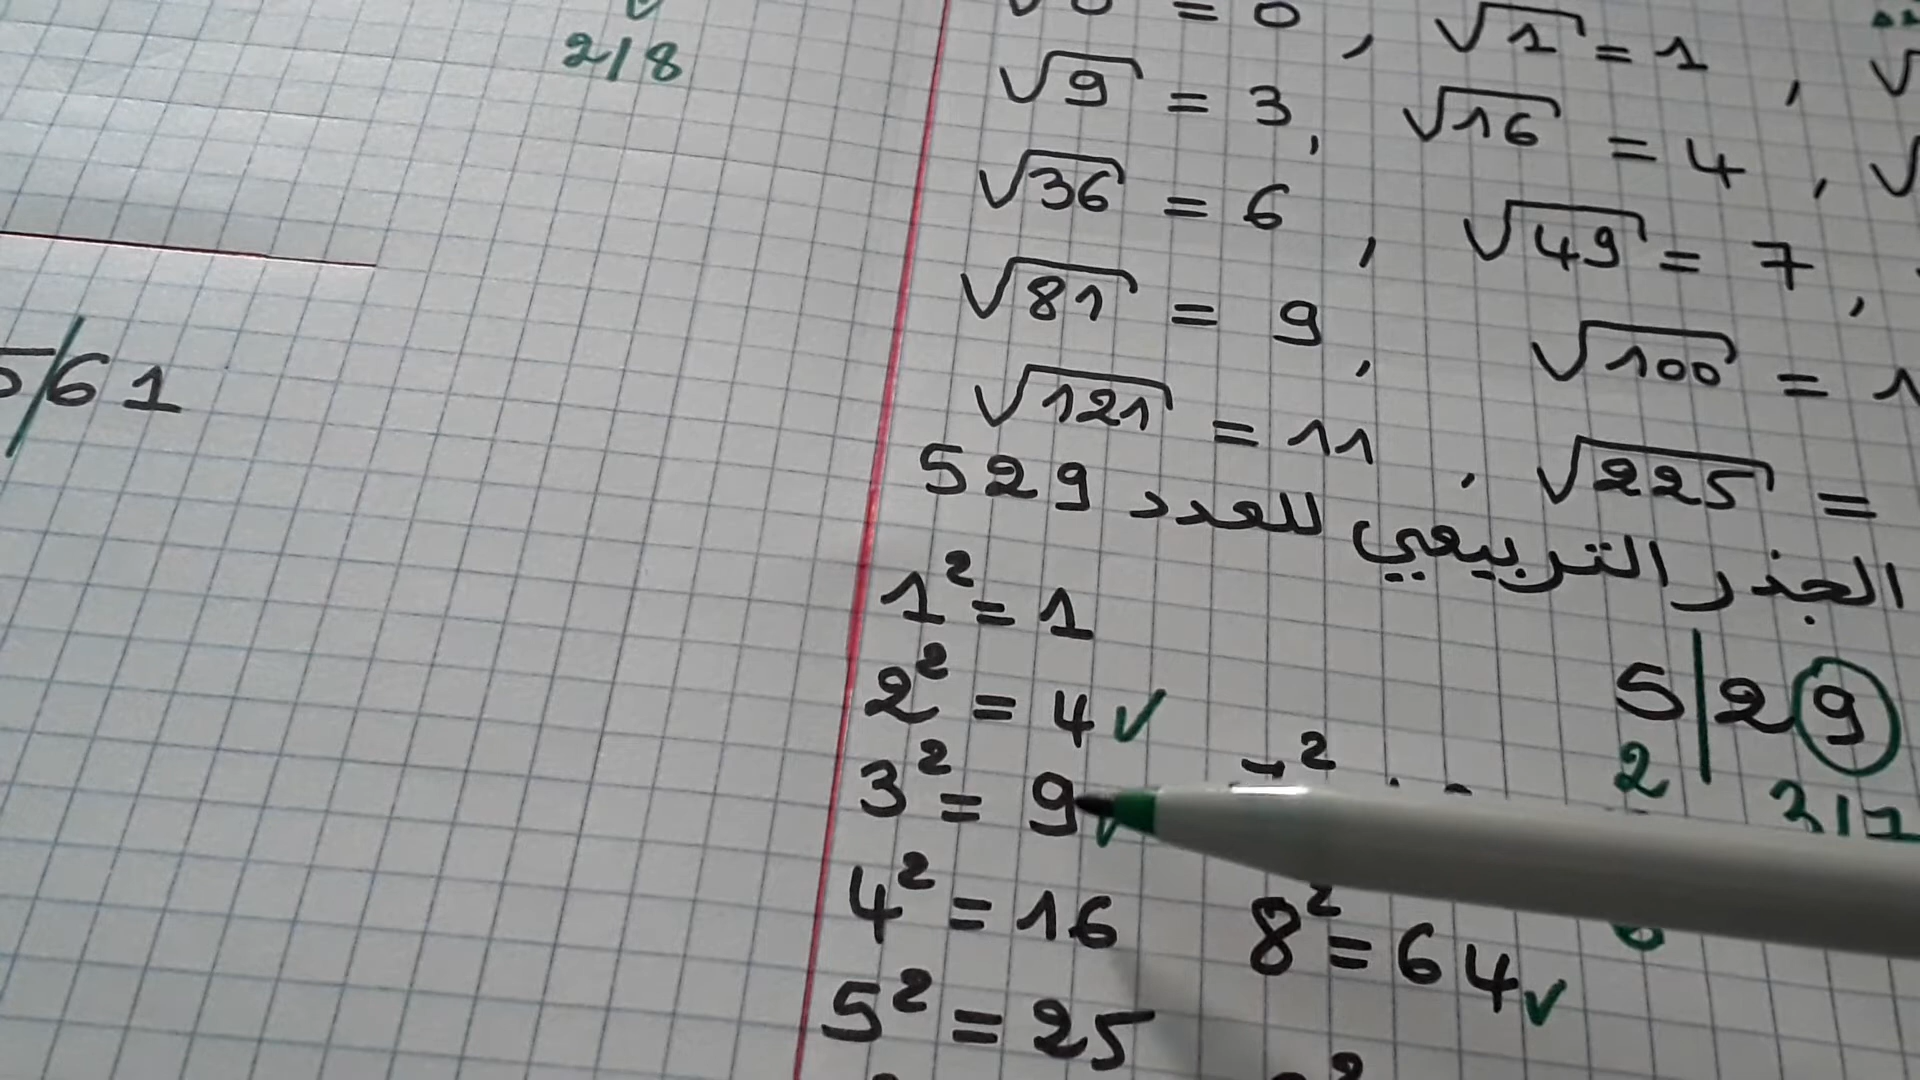 2/8
= 0 , √1 = 1 ,
√9 = 3 , √16 = 4 ,
√36 = 6 , √49 = 7 ,
√81 = 9 , √100 = 1
√121 = 11 , √225 =
الجذر التربيعي للعدد 529
5/61
1² = 1
2² = 4 ✓
3² = 9 ✓
4² = 16
5² = 25
8² = 64 ✓
5|29
2